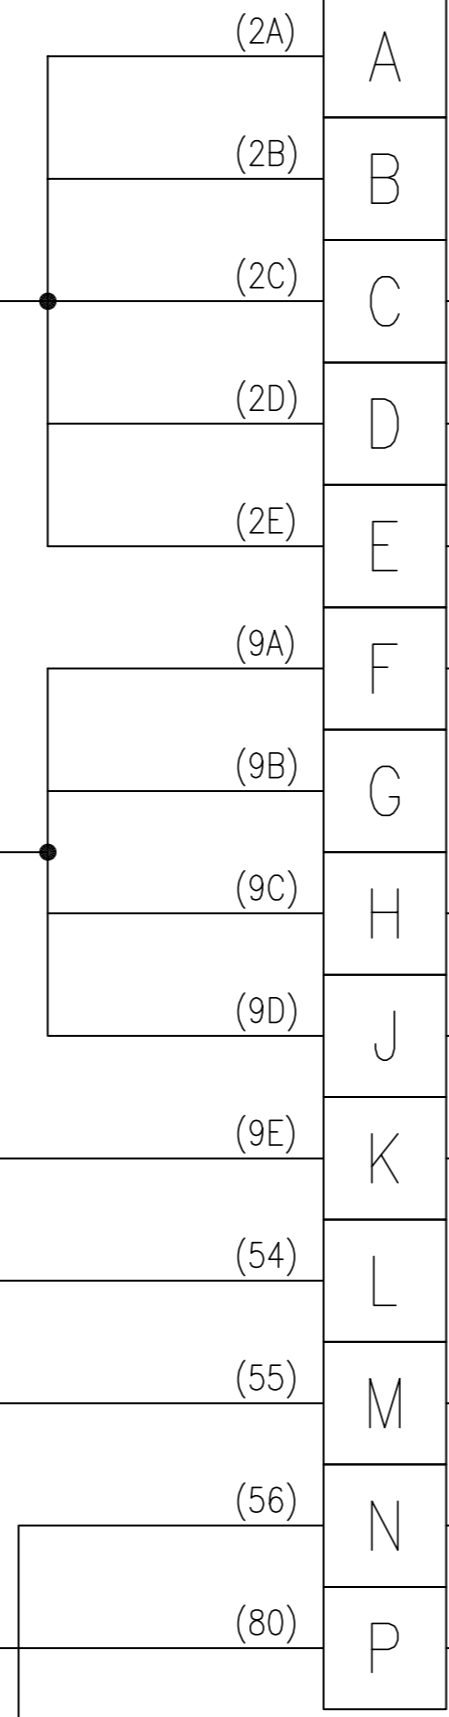 (2A) A
(2B) B
(2C) C
(2D) D
(2E) E
(9A) F
(9B) G
(9C) H
(9D) J
(9E) K
(54) L
(55) M
(56) N
(80) P